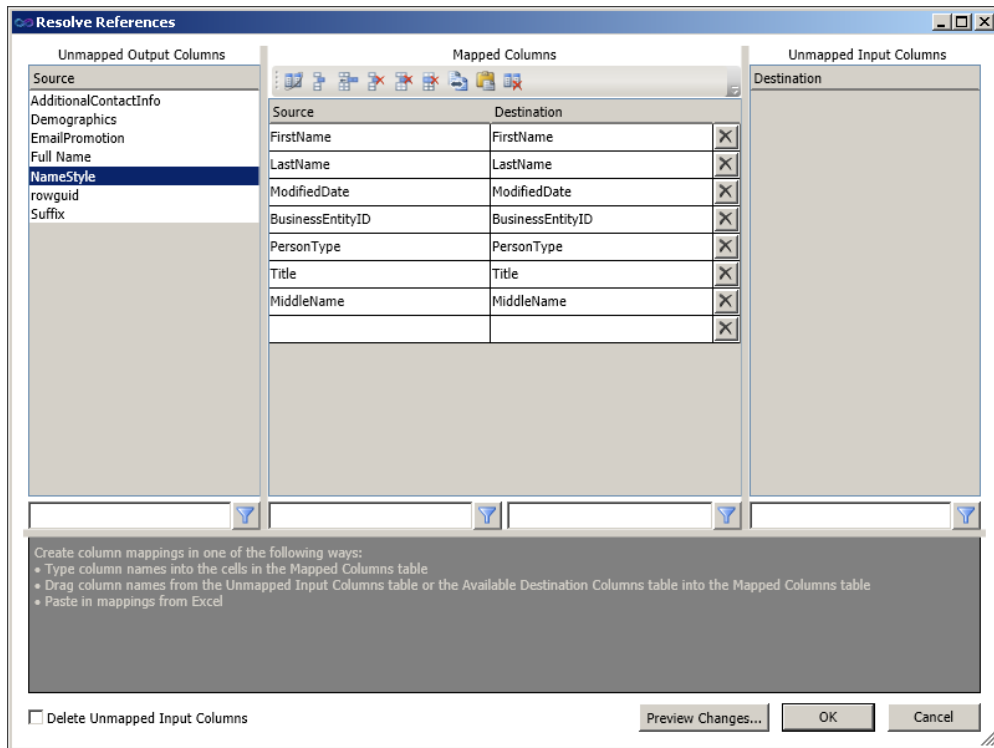 Resolve References
Unmapped Output Columns
Source
AdditionalContactInfo
Demographics
EmailPromotion
Full Name
NameStyle
rowguid
Suffix
Mapped Columns
Source Destination
FirstName FirstName
LastName LastName
ModifiedDate ModifiedDate
BusinessEntityID BusinessEntityID
PersonType PersonType
Title Title
MiddleName MiddleName
Unmapped Input Columns
Destination
Create column mappings in one of the following ways:
• Type column names into the cells in the Mapped Columns table
• Drag column names from the Unmapped Input Columns table or the Available Destination Columns table into the Mapped Columns table
• Paste in mappings from Excel
Delete Unmapped Input Columns
Preview Changes...
OK
Cancel